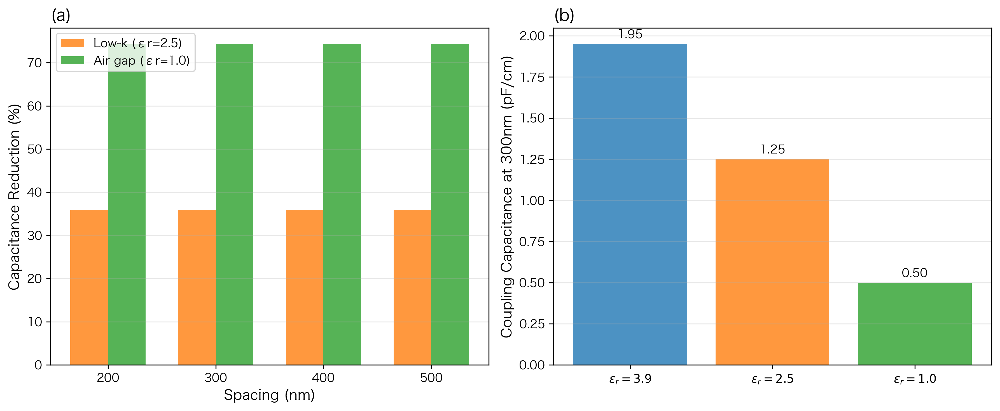 (a)
Low-k (εr=2.5)
Air gap (εr=1.0)
Capacitance Reduction (%)
70
60
50
40
30
20
10
0
200 300 400 500
Spacing (nm)
(b)
Coupling Capacitance at 300nm (pF/cm)
2.00
1.75
1.50
1.25
1.00
0.75
0.50
0.25
0.00
1.95
1.25
0.50
εr = 3.9 εr = 2.5 εr = 1.0